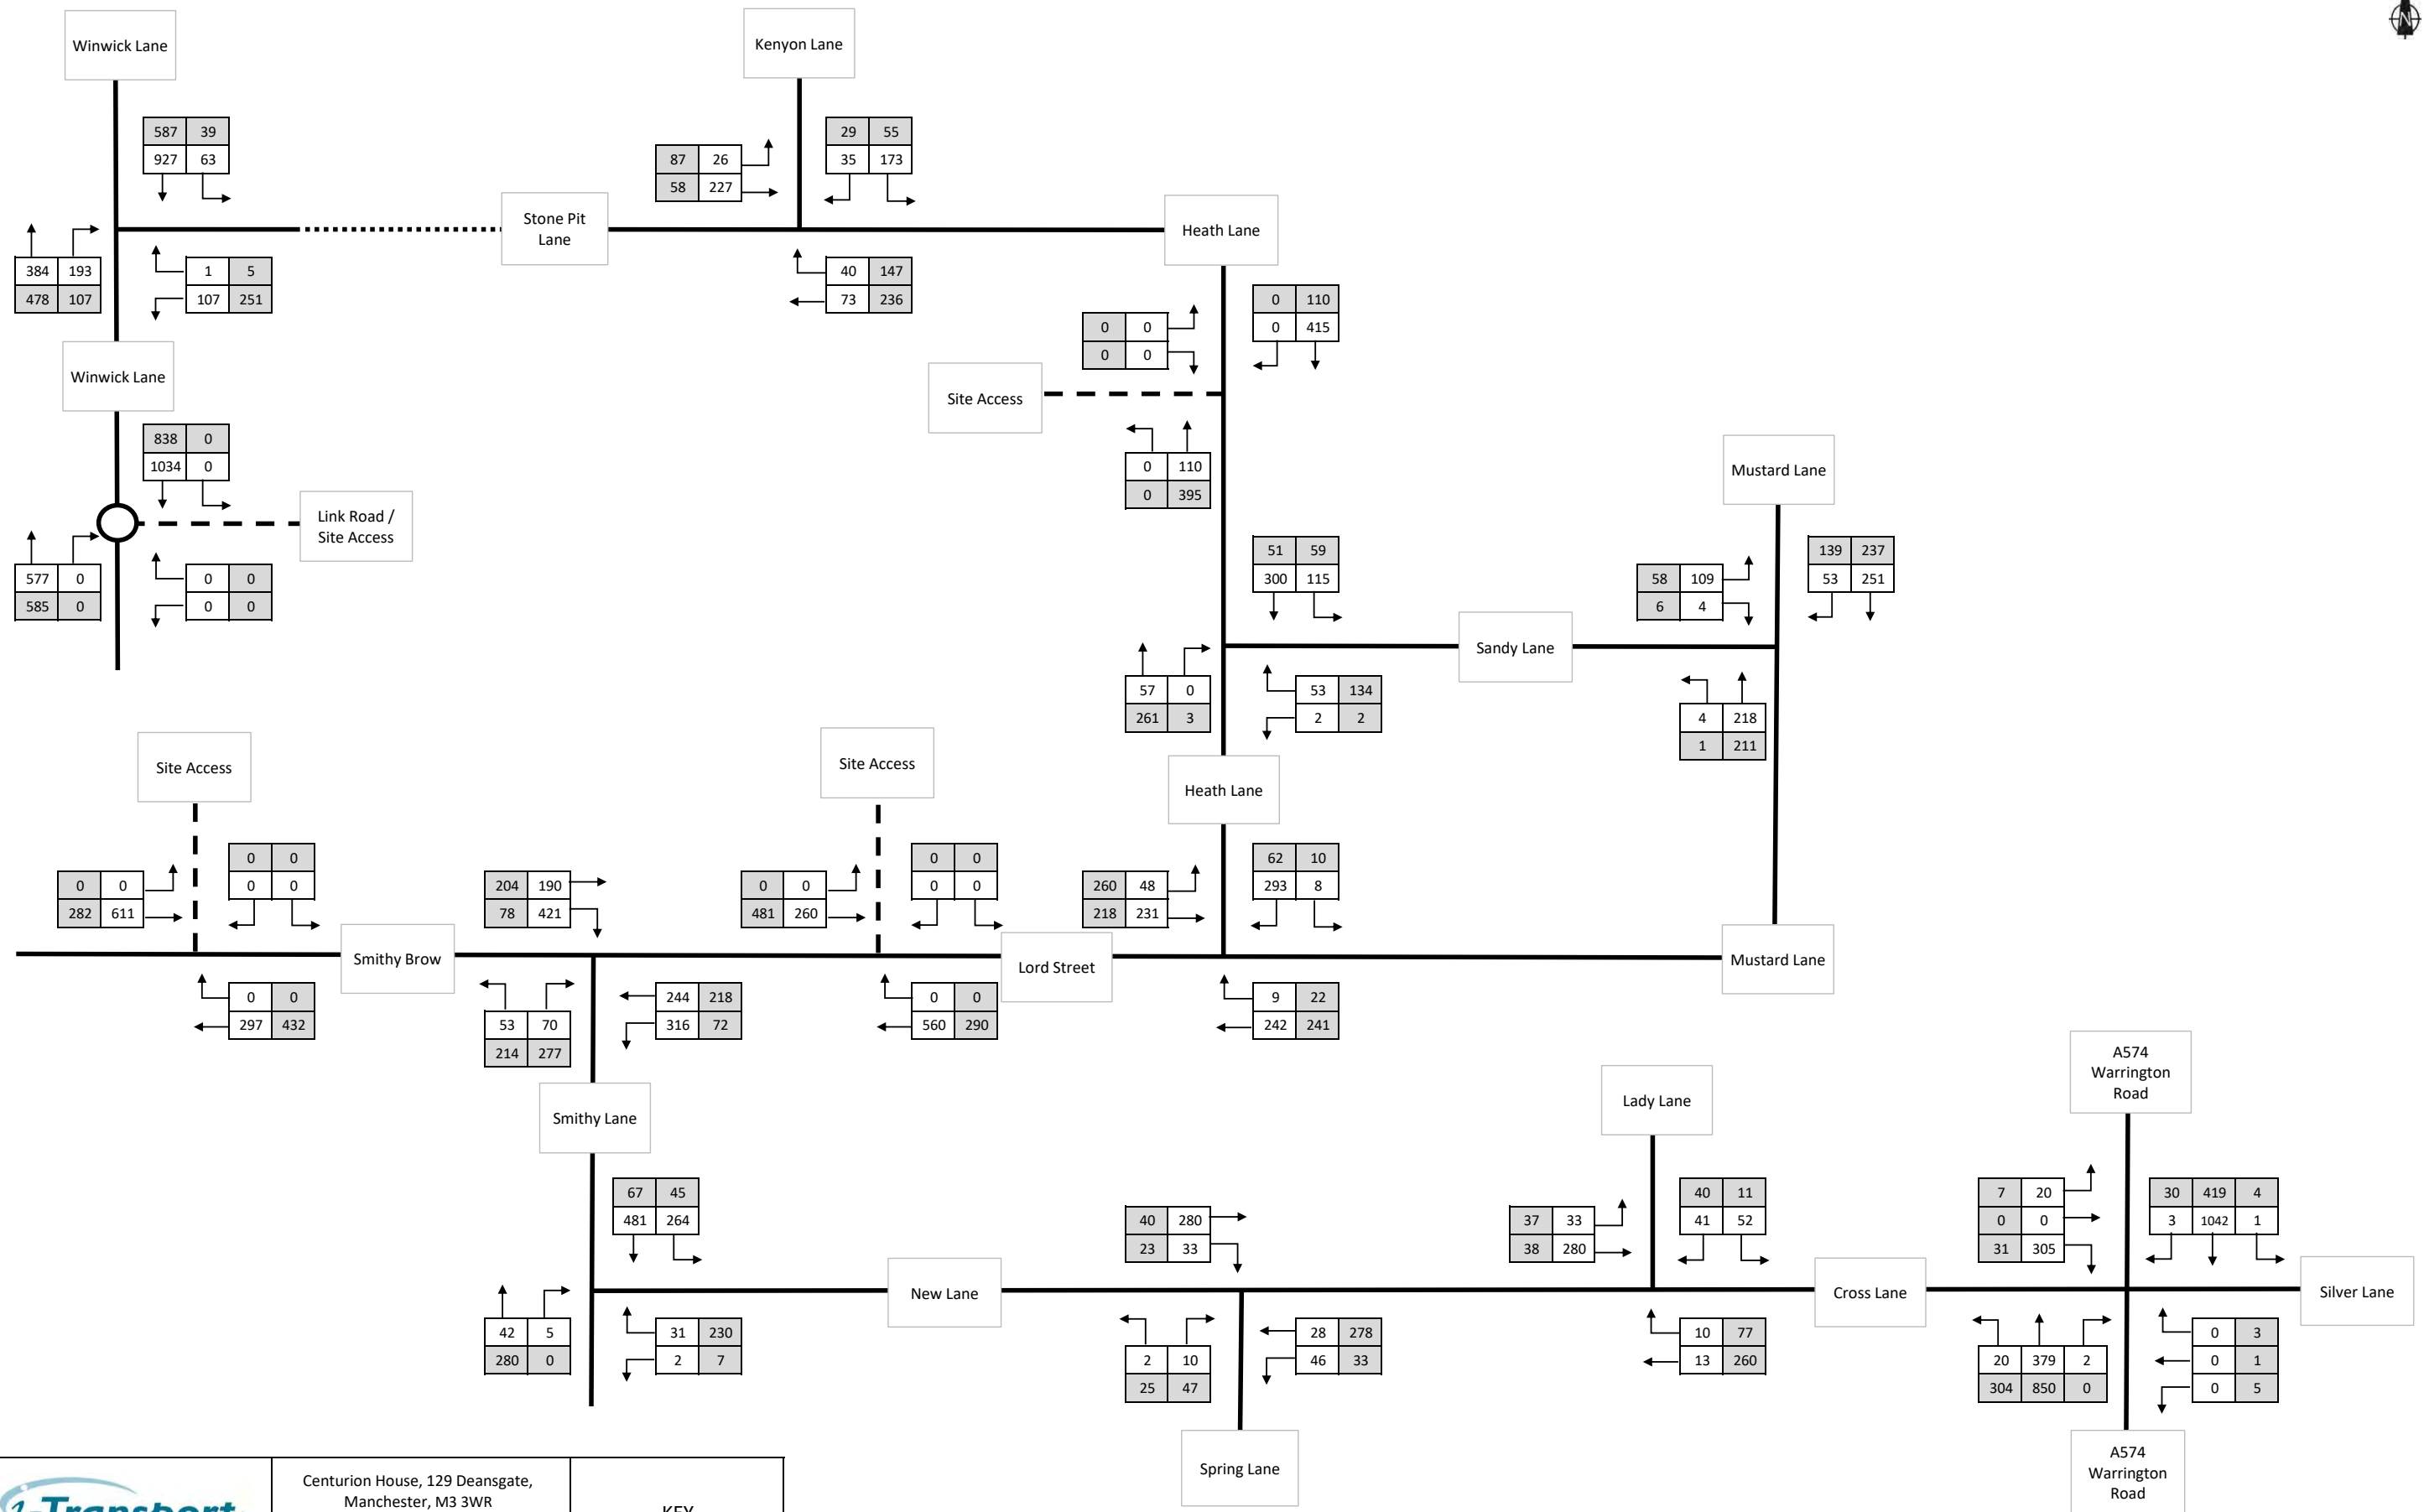 Winwick Lane
Kenyon Lane
N
587 39
927 63
29 55
35 173
87 26
58 227
Stone Pit
Lane
Heath Lane
384 193
478 107
1 5
107 251
40 147
73 236
0 110
0 415
0 0
0 0
Winwick Lane
Site Access
838 0
1034 0
0 110
0 395
Mustard Lane
Link Road /
Site Access
577 0
585 0
0 0
0 0
51 59
300 115
58 109
6 4
139 237
53 251
Sandy Lane
57 0
261 3
53 134
2 2
4 218
1 211
Site Access
Site Access
Heath Lane
0 0
282 611
0 0
0 0
204 190
78 421
0 0
481 260
0 0
0 0
260 48
218 231
62 10
293 8
Smithy Brow
Lord Street
Mustard Lane
0 0
297 432
53 70
214 277
244 218
316 72
0 0
560 290
9 22
242 241
A574
Warrington
Road
Lady Lane
Smithy Lane
67 45
481 264
40 280
23 33
37 33
38 280
40 11
41 52
7 20
0 0
31 305
30 419 4
3 1042 1
New Lane
Cross Lane
Silver Lane
42 5
280 0
31 230
2 7
2 10
25 47
28 278
46 33
10 77
13 260
20 379 2
304 850 0
0 3
0 1
0 5
Spring Lane
A574
Warrington
Road
i-Transport
Centurion House, 129 Deansgate,
Manchester, M3 3WR
KEY